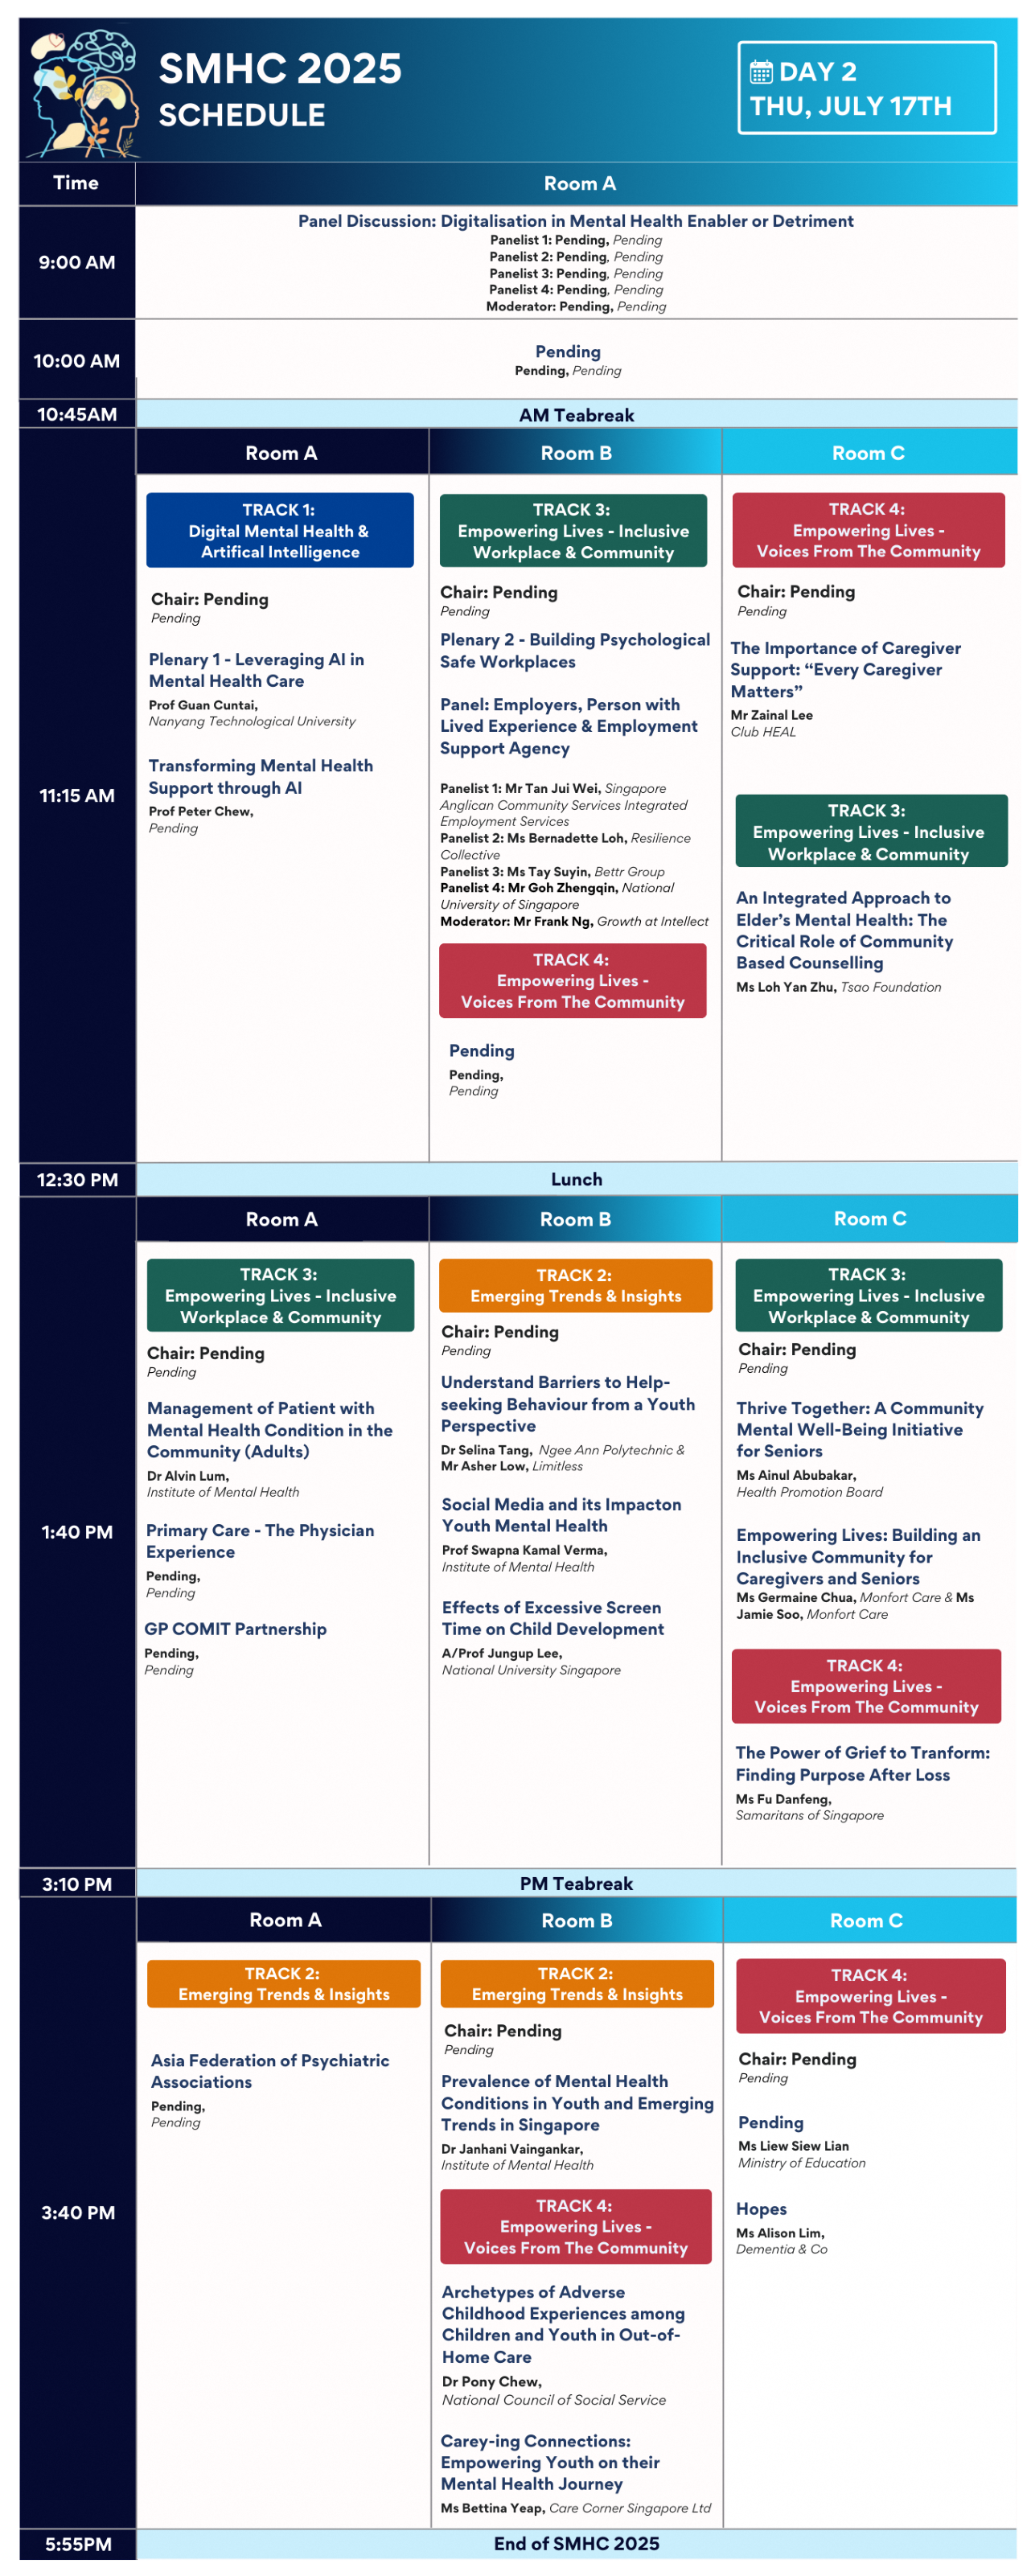 SMHC 2025
SCHEDULE
DAY 2
THU, JULY 17TH
Time
Room A
9:00 AM
Panel Discussion: Digitalisation in Mental Health Enabler or Detriment
Panelist 1: Pending, Pending
Panelist 2: Pending, Pending
Panelist 3: Pending, Pending
Panelist 4: Pending, Pending
Moderator: Pending, Pending
10:00 AM
Pending
Pending, Pending
10:45AM
AM Teabreak
11:15 AM
Room A
TRACK 1:
Digital Mental Health &
Artifical Intelligence
Chair: Pending
Pending
Plenary 1 - Leveraging AI in
Mental Health Care
Prof Guan Cuntai,
Nanyang Technological University
Transforming Mental Health
Support through AI
Prof Peter Chew,
Pending
Room B
TRACK 3:
Empowering Lives - Inclusive
Workplace & Community
Chair: Pending
Pending
Plenary 2 - Building Psychological
Safe Workplaces
Panel: Employers, Person with
Lived Experience & Employment
Support Agency
Panelist 1: Mr Tan Jui Wei, Singapore
Anglican Community Services Integrated
Employment Services
Panelist 2: Ms Bernadette Loh, Resilience
Collective
Panelist 3: Ms Tay Suyin, Bettr Group
Panelist 4: Mr Goh Zhengqin, National
University of Singapore
Moderator: Mr Frank Ng, Growth at Intellect
TRACK 4:
Empowering Lives -
Voices From The Community
Pending
Pending,
Pending
Room C
TRACK 4:
Empowering Lives -
Voices From The Community
Chair: Pending
Pending
The Importance of Caregiver
Support: “Every Caregiver
Matters”
Mr Zainal Lee
Club HEAL
TRACK 3:
Empowering Lives - Inclusive
Workplace & Community
An Integrated Approach to
Elder’s Mental Health: The
Critical Role of Community
Based Counselling
Ms Loh Yan Zhu, Tsao Foundation
12:30 PM
Lunch
1:40 PM
Room A
TRACK 3:
Empowering Lives - Inclusive
Workplace & Community
Chair: Pending
Pending
Management of Patient with
Mental Health Condition in the
Community (Adults)
Dr Alvin Lum,
Institute of Mental Health
Primary Care - The Physician
Experience
Pending,
Pending
GP COMIT Partnership
Pending,
Pending
Room B
TRACK 2:
Emerging Trends & Insights
Chair: Pending
Pending
Understand Barriers to Help-
seeking Behaviour from a Youth
Perspective
Dr Selina Tang, Ngee Ann Polytechnic &
Mr Asher Low, Limitless
Social Media and its Impacton
Youth Mental Health
Prof Swapna Kamal Verma,
Institute of Mental Health
Effects of Excessive Screen
Time on Child Development
A/Prof Jungup Lee,
National University Singapore
Room C
TRACK 3:
Empowering Lives - Inclusive
Workplace & Community
Chair: Pending
Pending
Thrive Together: A Community
Mental Well-Being Initiative
for Seniors
Ms Ainul Abubakar,
Health Promotion Board
Empowering Lives: Building an
Inclusive Community for
Caregivers and Seniors
Ms Germaine Chua, Monfort Care & Ms
Jamie Soo, Monfort Care
TRACK 4:
Empowering Lives -
Voices From The Community
The Power of Grief to Tranform:
Finding Purpose After Loss
Ms Fu Danfeng,
Samaritans of Singapore
3:10 PM
PM Teabreak
3:40 PM
Room A
TRACK 2:
Emerging Trends & Insights
Asia Federation of Psychiatric
Associations
Pending,
Pending
Room B
TRACK 2:
Emerging Trends & Insights
Chair: Pending
Pending
Prevalence of Mental Health
Conditions in Youth and Emerging
Trends in Singapore
Dr Janhani Vaingankar,
Institute of Mental Health
TRACK 4:
Empowering Lives -
Voices From The Community
Archetypes of Adverse
Childhood Experiences among
Children and Youth in Out-of-
Home Care
Dr Pony Chew,
National Council of Social Service
Carey-ing Connections:
Empowering Youth on their
Mental Health Journey
Ms Bettina Yeap, Care Corner Singapore Ltd
Room C
TRACK 4:
Empowering Lives -
Voices From The Community
Chair: Pending
Pending
Pending
Ms Liew Siew Lian
Ministry of Education
Hopes
Ms Alison Lim,
Dementia & Co
5:55PM
End of SMHC 2025